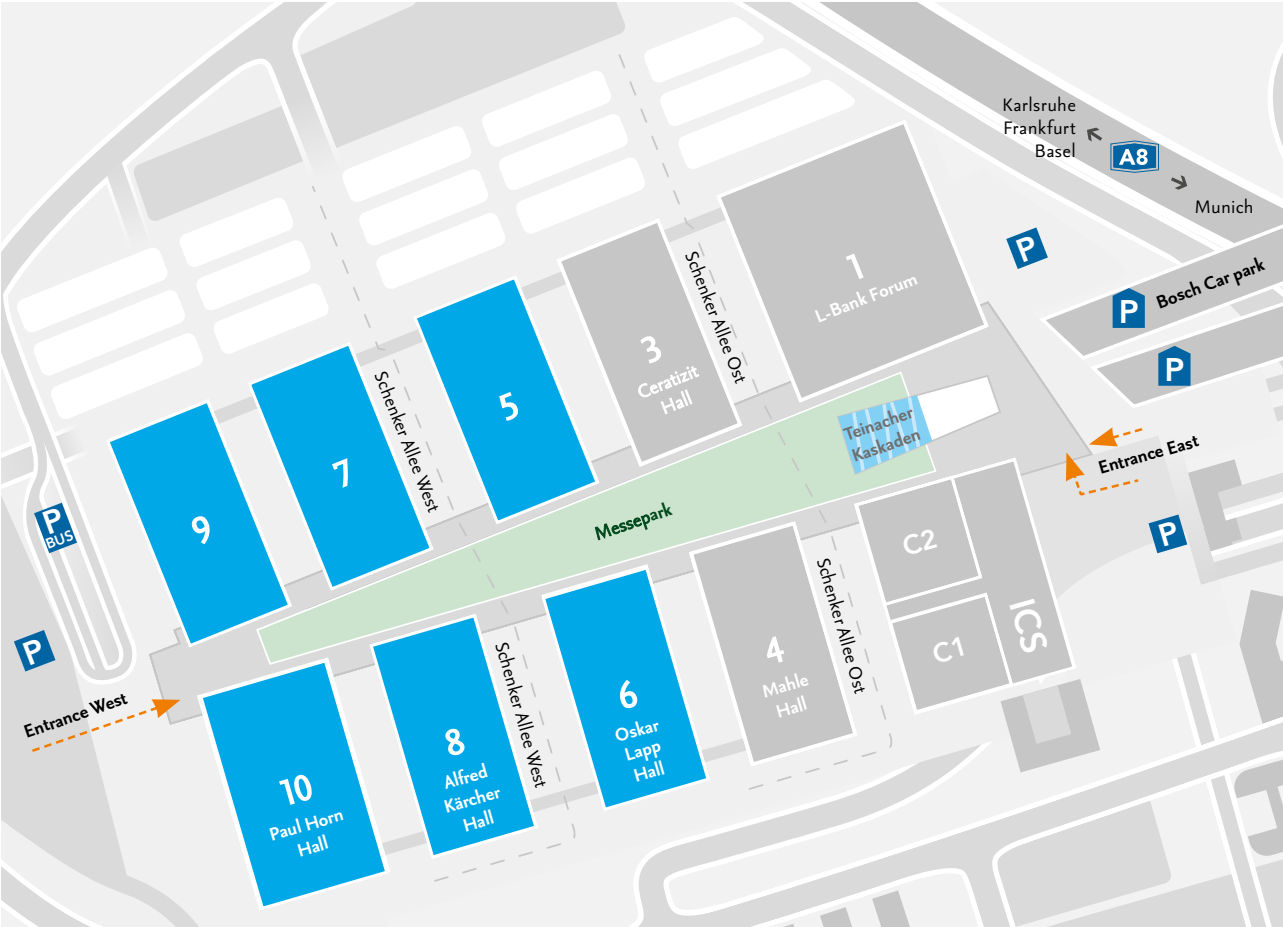 Karlsruhe
Frankfurt
Basel
A8
Munich
P
Bosch Car park
P
P
1
L-Bank Forum
Schenker Allee Ost
3
Ceratizit
Hall
5
Schenker Allee West
7
9
Teinacher
Kaskaden
Entrance East
P
Messepark
P
BUS
P
Entrance West
C2
C1
ICS
Schenker Allee Ost
4
Mahle
Hall
6
Oskar
Lapp
Hall
Schenker Allee West
8
Alfred
Kärcher
Hall
10
Paul Horn
Hall